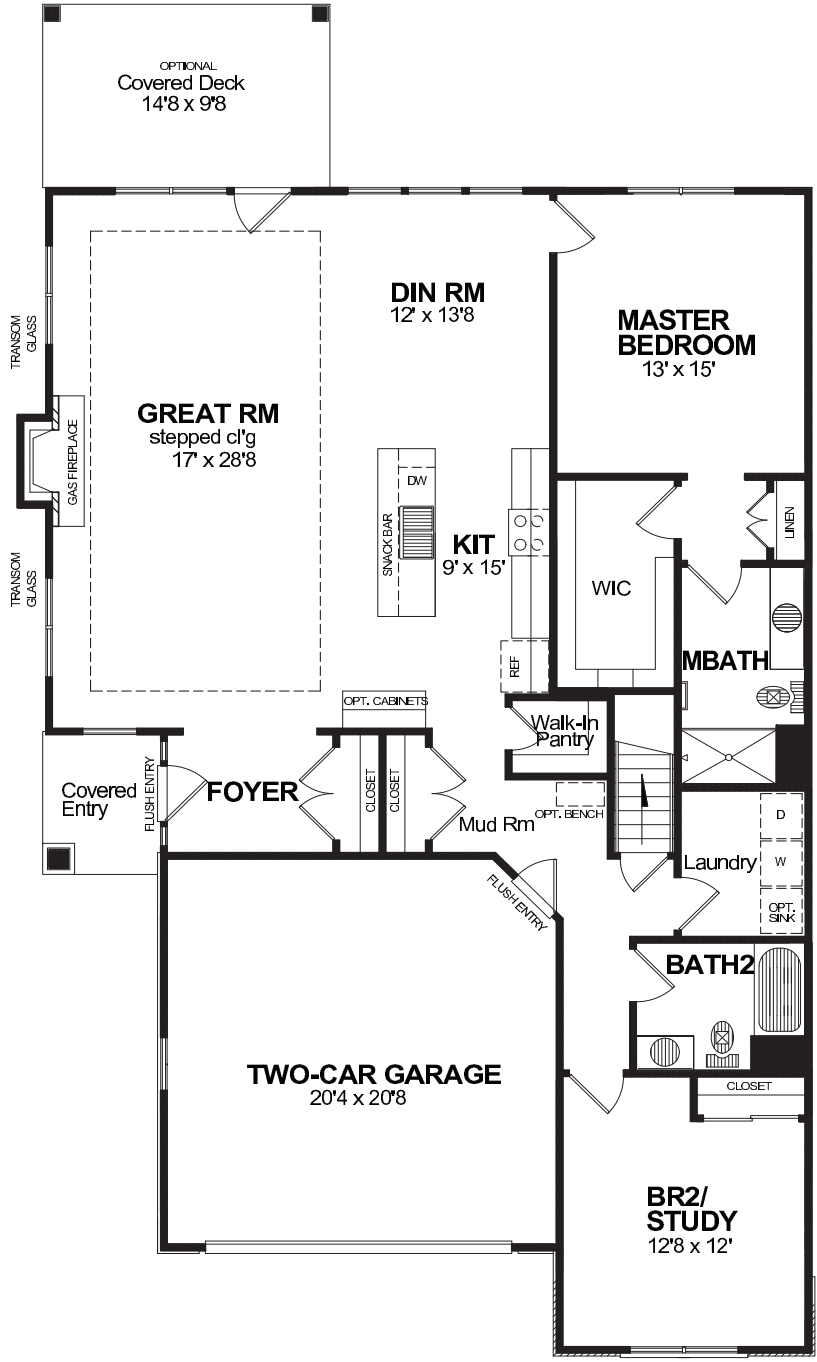 OPTIONAL
Covered Deck
14'8 x 9'8
DIN RM
12' x 13'8
MASTER
BEDROOM
13' x 15'
TRANSOM
GLASS
GREAT RM
stepped cl'g
17' x 28'8
GAS FIREPLACE
DW
SNACK BAR
KIT
9' x 15'
LINEN
TRANSOM
GLASS
WIC
REF
MBATH
OPT. CABINETS
Walk-In
Pantry
Covered
Entry
FLUSH ENTRY
FOYER
CLOSET
CLOSET
Mud Rm
OPT. BENCH
D
W
Laundry
OPT.
SINK
FLUSH ENTRY
BATH2
TWO-CAR GARAGE
20'4 x 20'8
CLOSET
BR2/
STUDY
12'8 x 12'